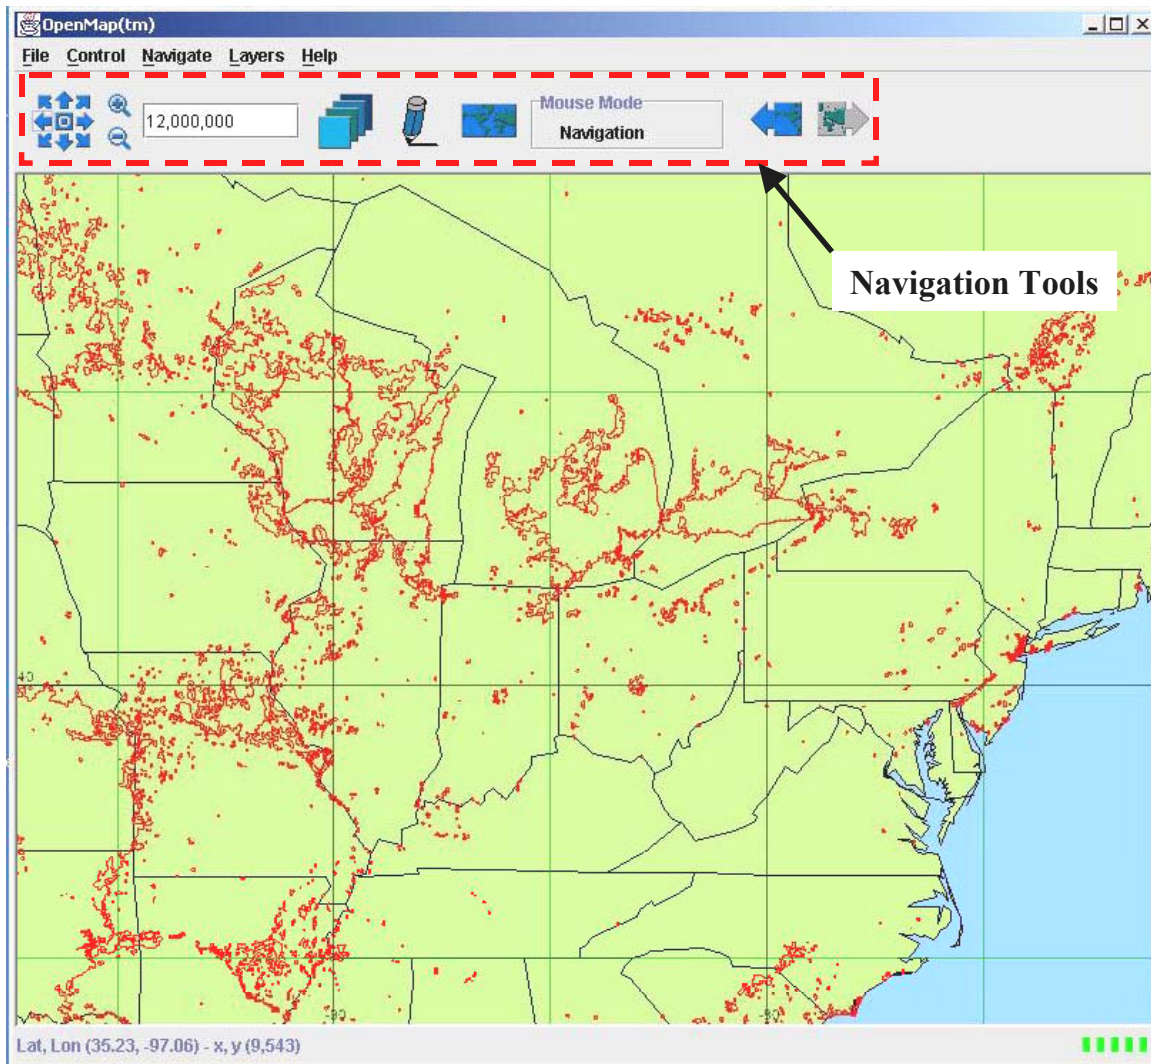 OpenMap(tm)
File Control Navigate Layers Help
12,000,000
Mouse Mode
Navigation
Navigation Tools
40
-90
-80
Lat, Lon (35.23, -97.06) - x, y (9,543)